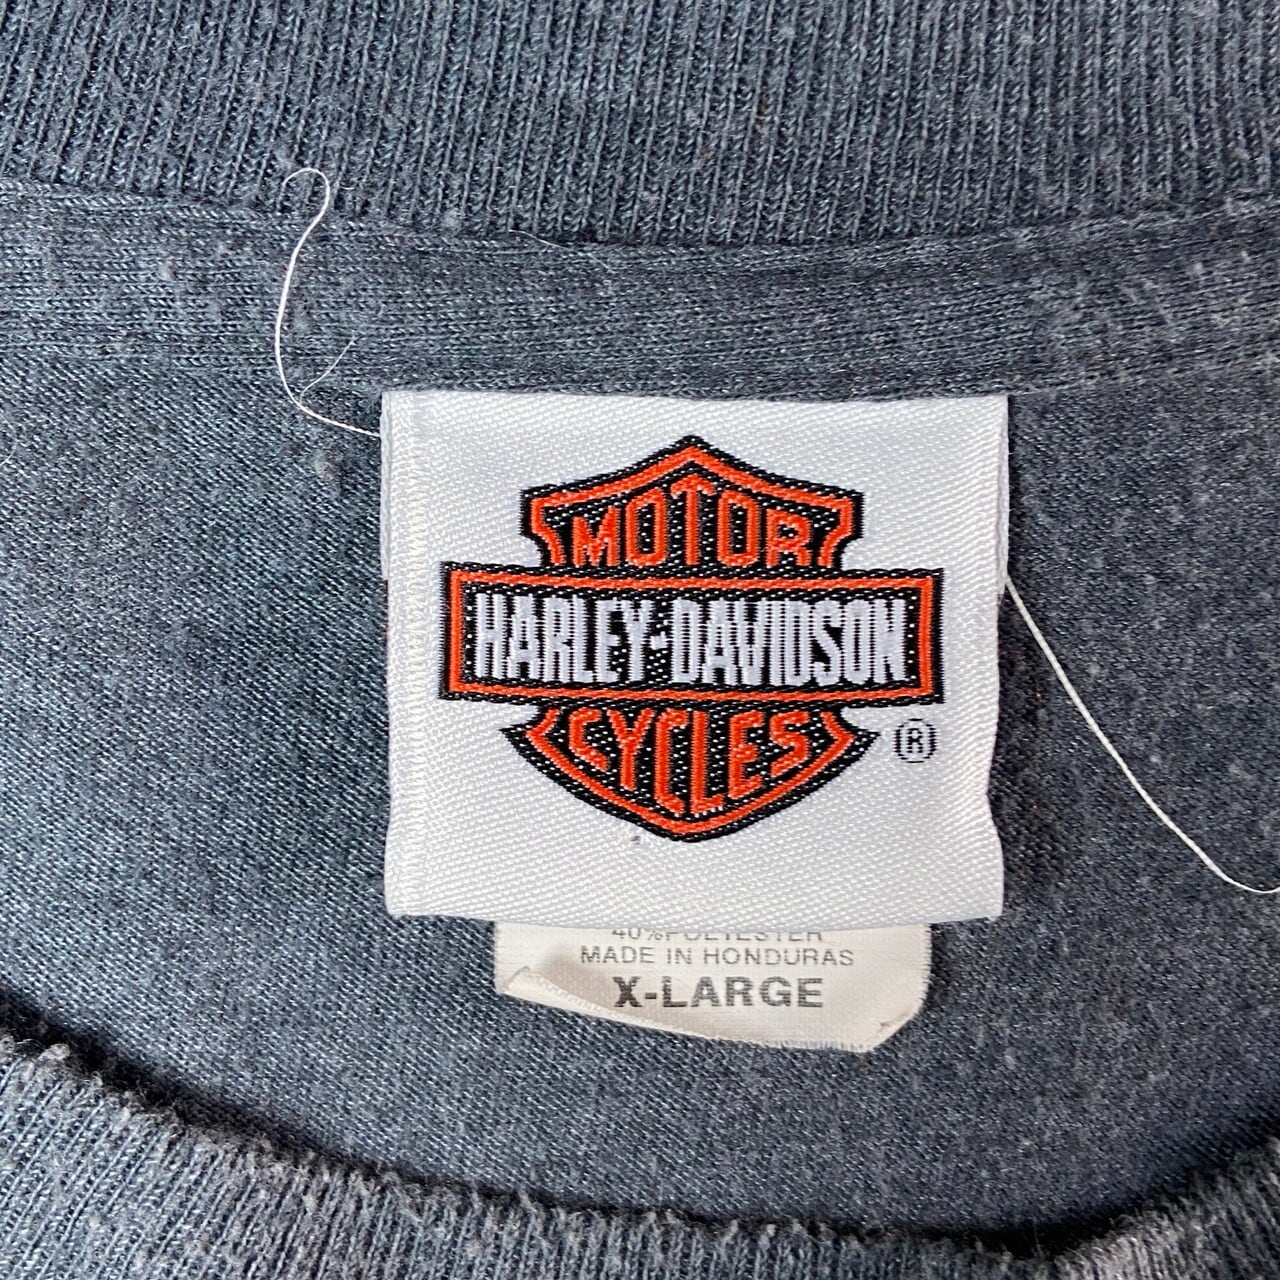 MOTOR
HARLEY-DAVIDSON
CYCLES
®
40%POLYESTER
MADE IN HONDURAS
X-LARGE